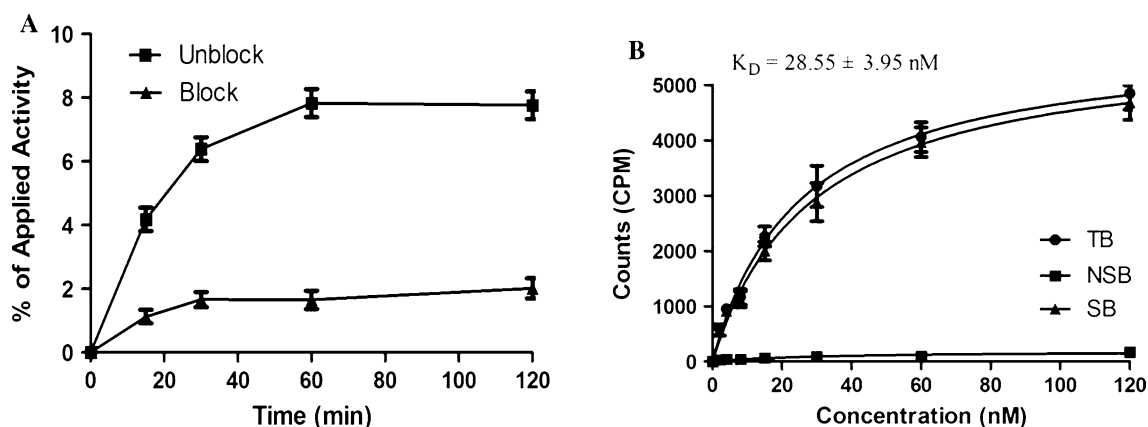 A
% of Applied Activity
10
8
6
4
2
0
Unblock
Block
0 20 40 60 80 100 120
Time (min)
B
K_D = 28.55 ± 3.95 nM
Counts (CPM)
5000
4000
3000
2000
1000
0
TB
NSB
SB
0 20 40 60 80 100 120
Concentration (nM)